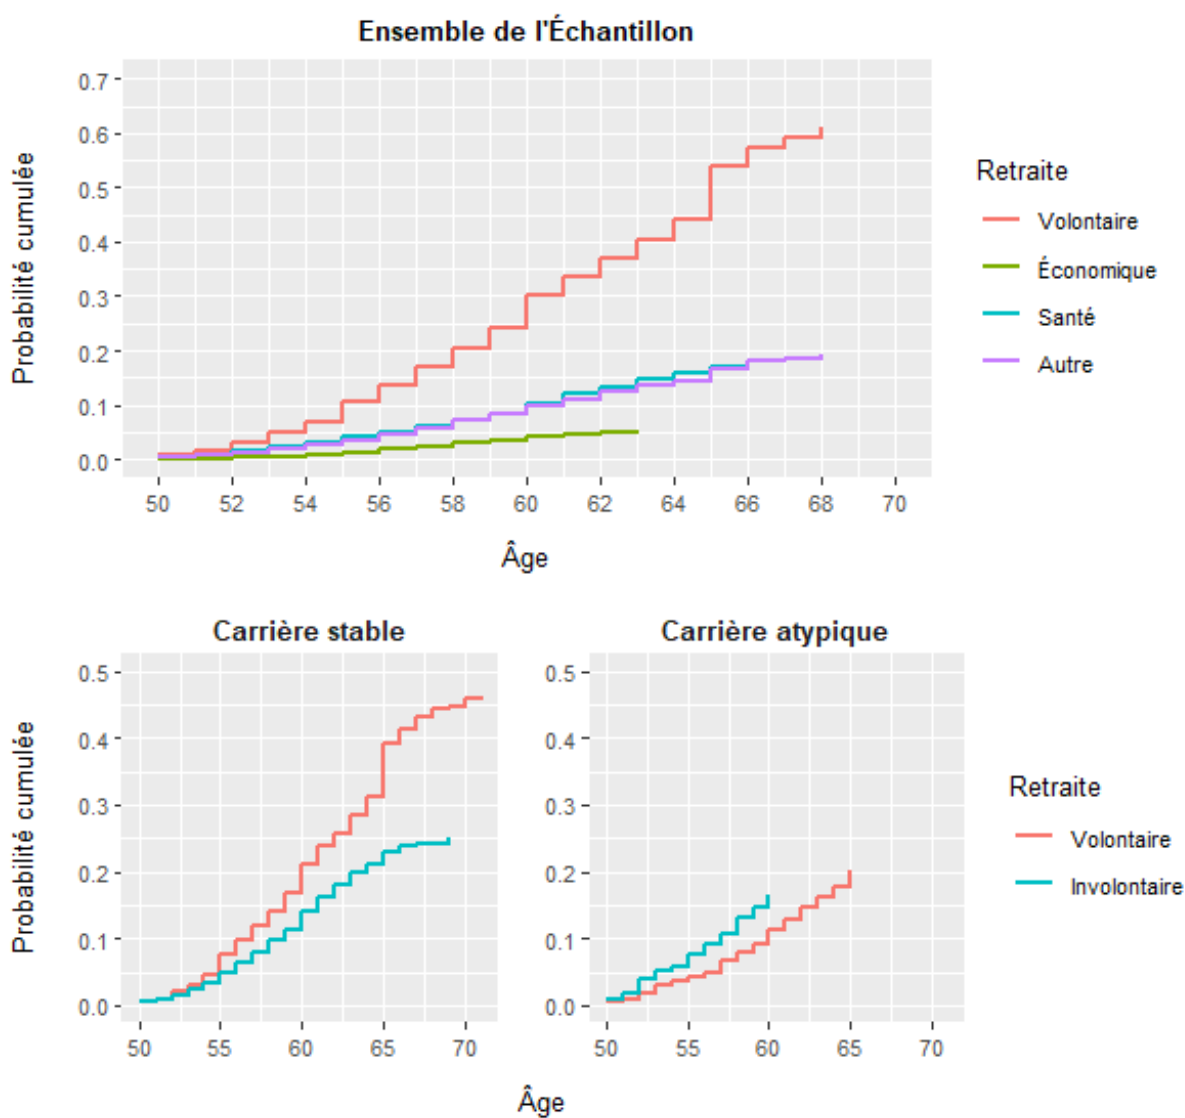 Ensemble de l'Échantillon
Probabilité cumulée
0.7
0.6
0.5
0.4
0.3
0.2
0.1
0.0
50 52 54 56 58 60 62 64 66 68 70
Âge
Retraite
Volontaire
Économique
Santé
Autre
Carrière stable
Carrière atypique
Probabilité cumulée
0.5
0.4
0.3
0.2
0.1
0.0
50 55 60 65 70
0.5
0.4
0.3
0.2
0.1
0.0
50 55 60 65 70
Âge
Retraite
Volontaire
Involontaire